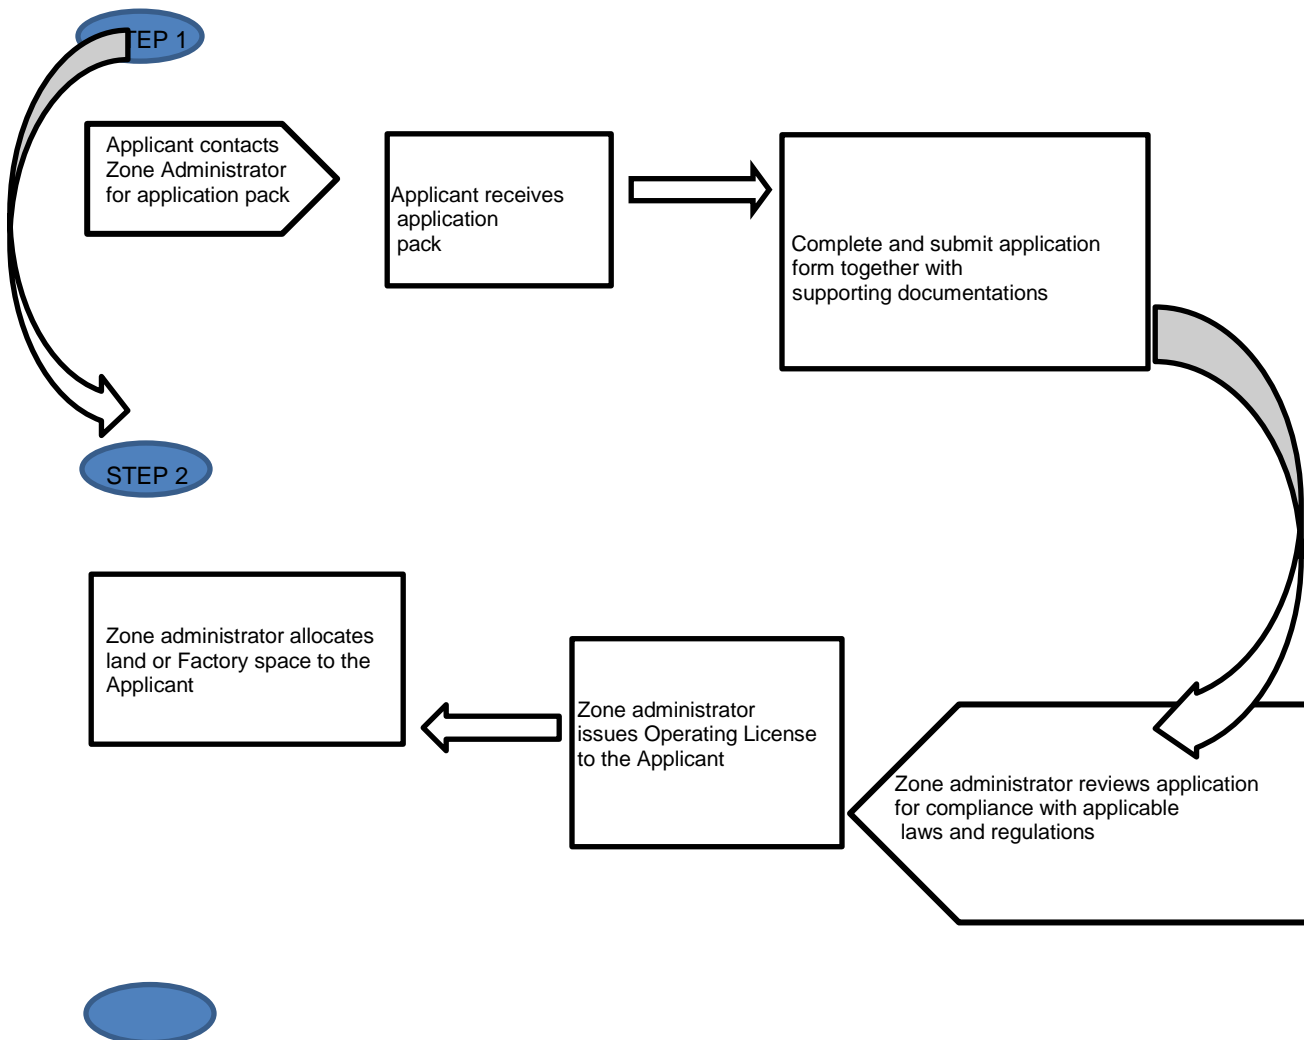 STEP 1
Applicant contacts
Zone Administrator
for application pack
Applicant receives
application
pack
Complete and submit application
form together with
supporting documentations
STEP 2
Zone administrator allocates
land or Factory space to the
Applicant
Zone administrator
issues Operating License
to the Applicant
Zone administrator reviews application
for compliance with applicable
laws and regulations